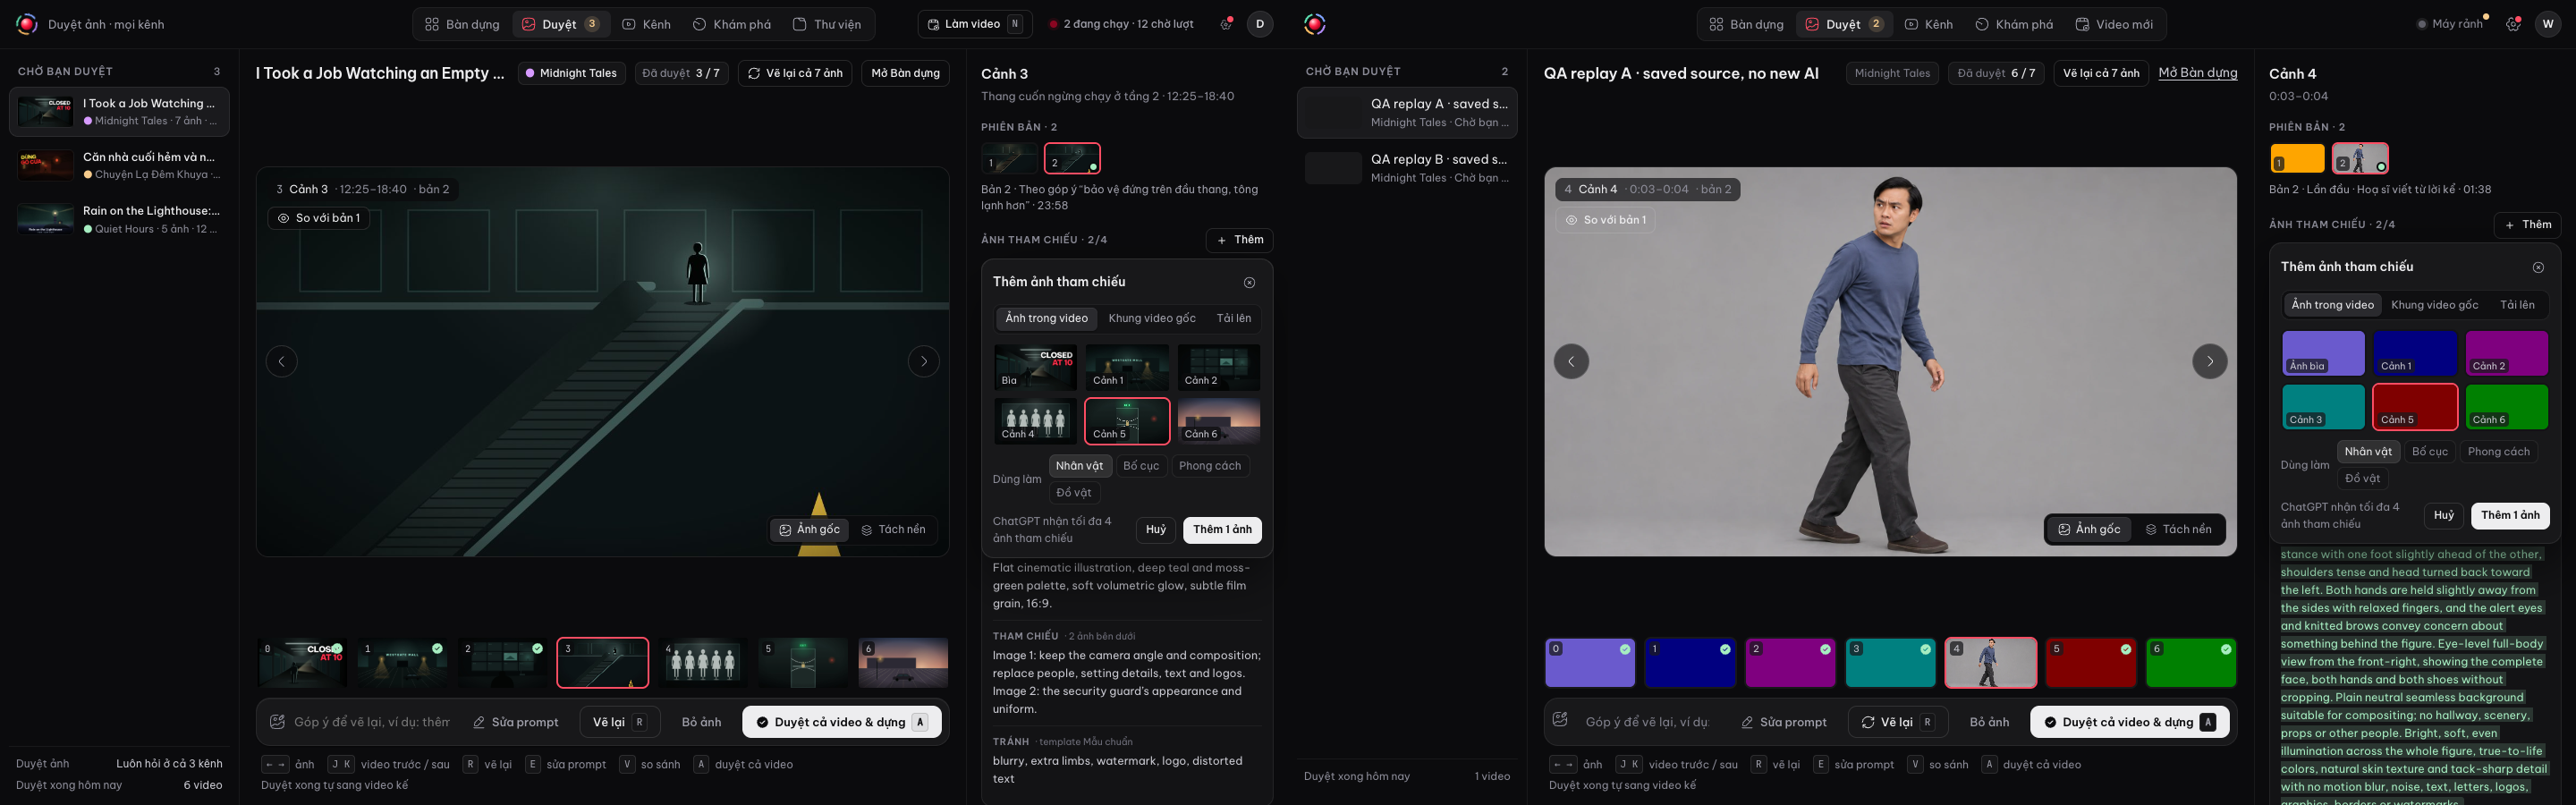 Duyệt ảnh · mọi kênh
Bàn dựng
Duyệt 3
Kênh
Khám phá
Thư viện
Làm video N
2 đang chạy · 12 chờ lượt
D
CHỜ BẠN DUYỆT 3
I Took a Job Watching ...
Midnight Tales · 7 ảnh · ...
Căn nhà cuối hẻm và n...
Chuyện Lạ Đêm Khuya · ...
Rain on the Lighthouse:...
Quiet Hours · 5 ảnh · 12 ...
Duyệt ảnh Luôn hỏi ở cả 3 kênh
Duyệt xong hôm nay 6 video
I Took a Job Watching an Empty ...
Midnight Tales
Đã duyệt 3 / 7
Vẽ lại cả 7 ảnh
Mở Bàn dựng
3 Cảnh 3 · 12:25–18:40 · bản 2
So với bản 1
Ảnh gốc
Tách nền
0 CLOSED AT 10
1
2
3
4
5
6
Góp ý để vẽ lại, ví dụ: thêm
Sửa prompt
Vẽ lại R
Bỏ ảnh
Duyệt cả video & dựng A
← → ảnh J K video trước / sau R vẽ lại E sửa prompt V so sánh A duyệt cả video
Duyệt xong tự sang video kế
Cảnh 3
Thang cuốn ngừng chạy ở tầng 2 · 12:25–18:40
PHIÊN BẢN · 2
1
2
Bản 2 · Theo góp ý “bảo vệ đứng trên đầu thang, tông
lạnh hơn” · 23:58
ẢNH THAM CHIẾU · 2/4
+ Thêm
Thêm ảnh tham chiếu
Ảnh trong video
Khung video gốc
Tải lên
CLOSED AT 10
Bìa
Cảnh 1
Cảnh 2
Cảnh 4
Cảnh 5
Cảnh 6
Dùng làm
Nhân vật
Bố cục
Phong cách
Đồ vật
ChatGPT nhận tối đa 4
ảnh tham chiếu
Huỷ
Thêm 1 ảnh
Flat cinematic illustration, deep teal and moss-
green palette, soft volumetric glow, subtle film
grain, 16:9.
THAM CHIẾU · 2 ảnh bên dưới
Image 1: keep the camera angle and composition;
replace people, setting details, text and logos.
Image 2: the security guard’s appearance and
uniform.
TRÁNH · template Mẫu chuẩn
blurry, extra limbs, watermark, logo, distorted
text
Bàn dựng
Duyệt 2
Kênh
Khám phá
Video mới
Máy rảnh
W
CHỜ BẠN DUYỆT 2
QA replay A · saved s...
Midnight Tales · Chờ bạn ...
QA replay B · saved s...
Midnight Tales · Chờ bạn ...
Duyệt xong hôm nay 1 video
QA replay A · saved source, no new AI
Midnight Tales
Đã duyệt 6 / 7
Vẽ lại cả 7 ảnh
Mở Bàn dựng
4 Cảnh 4 · 0:03–0:04 · bản 2
So với bản 1
Ảnh gốc
Tách nền
0
1
2
3
4
5
6
Góp ý để vẽ lại, ví dụ:
Sửa prompt
Vẽ lại R
Bỏ ảnh
Duyệt cả video & dựng A
← → ảnh J K video trước / sau R vẽ lại E sửa prompt V so sánh A duyệt cả video
Duyệt xong tự sang video kế
Cảnh 4
0:03–0:04
PHIÊN BẢN · 2
1
2
Bản 2 · Lần đầu · Hoạ sĩ viết từ lời kể · 01:38
ẢNH THAM CHIẾU · 2/4
+ Thêm
Thêm ảnh tham chiếu
Ảnh trong video
Khung video gốc
Tải lên
Ảnh bìa
Cảnh 1
Cảnh 2
Cảnh 3
Cảnh 5
Cảnh 6
Dùng làm
Nhân vật
Bố cục
Phong cách
Đồ vật
ChatGPT nhận tối đa 4
ảnh tham chiếu
Huỷ
Thêm 1 ảnh
stance with one foot slightly ahead of the other,
shoulders tense and head turned back toward
the left. Both hands are held slightly away from
the sides with relaxed fingers, and the alert eyes
and knitted brows convey concern about
something behind the figure. Eye-level full-body
view from the front-right, showing the complete
face, both hands and both shoes without
cropping. Plain neutral seamless background
suitable for compositing; no hallway, scenery,
props or other people. Bright, soft, even
illumination across the whole figure, true-to-life
colors, natural skin texture and tack-sharp detail
with no motion blur, noise, text, letters, logos,
graphics, borders or watermarks.